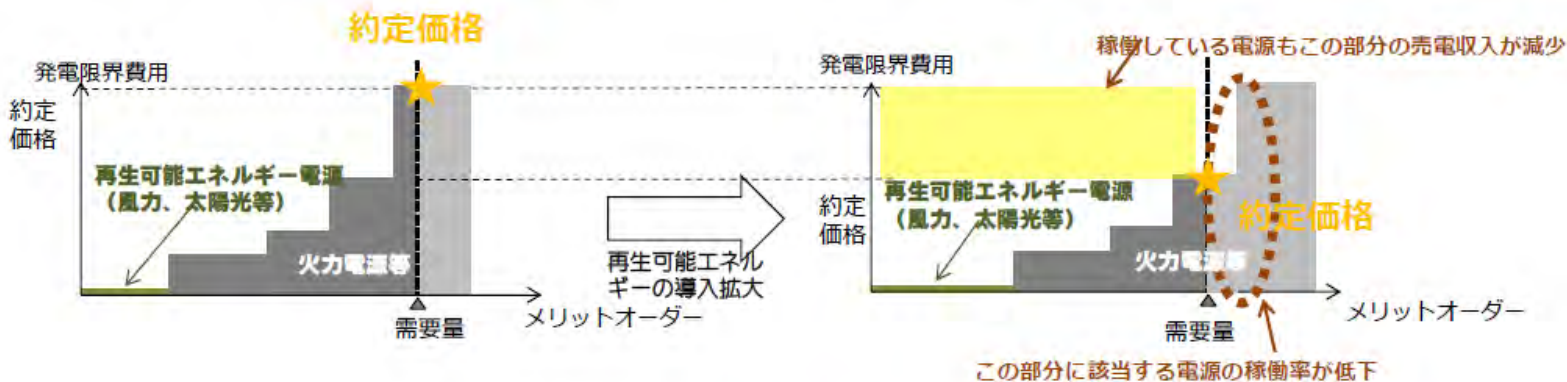 約定価格
発電限界費用
約定
価格
再生可能エネルギー電源
（風力、太陽光等）
火力電源等
需要量
メリットオーダー
再生可能エネル
ギーの導入拡大
稼働している電源もこの部分の売電収入が減少
発電限界費用
再生可能エネルギー電源
（風力、太陽光等）
約定
価格
約定価格
火力電源等
需要量
メリットオーダー
この部分に該当する電源の稼働率が低下